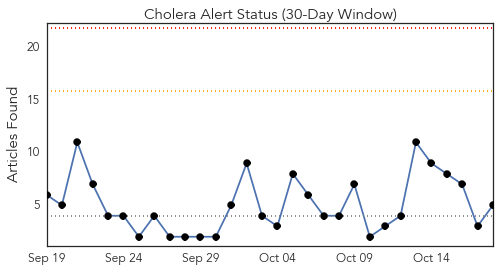 Cholera Alert Status (30-Day Window)
Articles Found
20
15
10
5
Sep 19 Sep 24 Sep 29 Oct 04 Oct 09 Oct 14